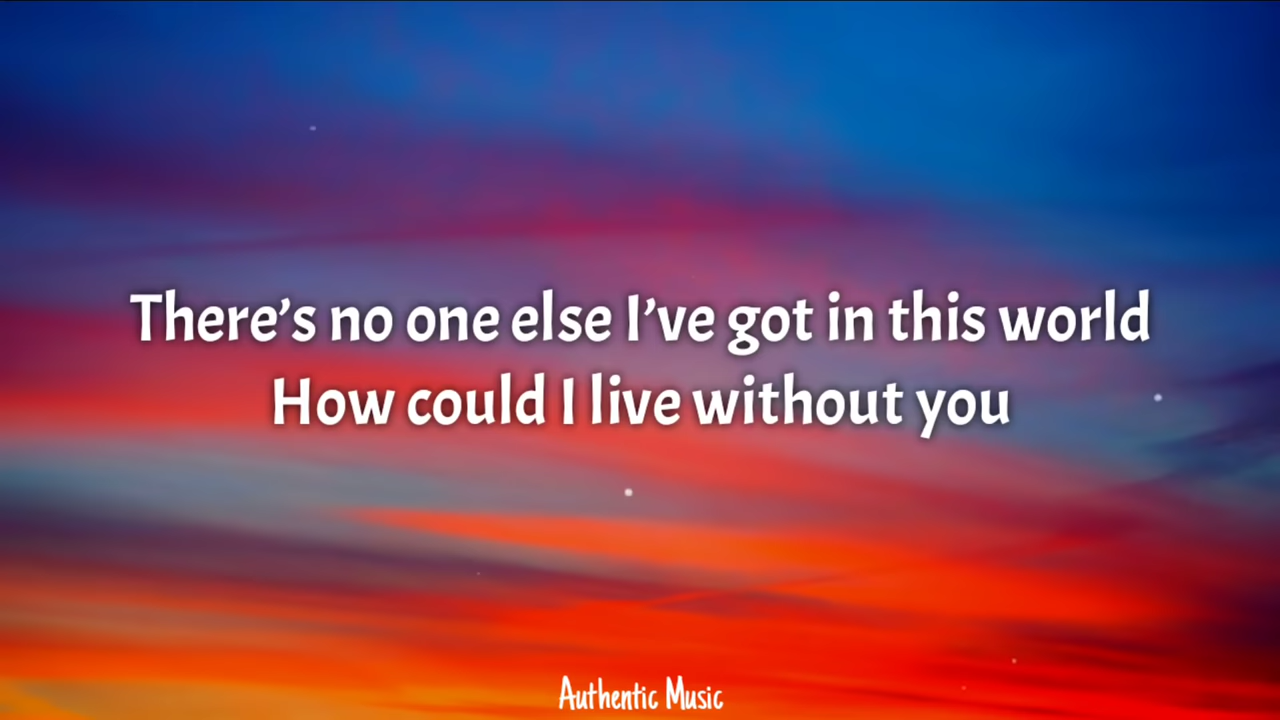 There’s no one else I’ve got in this world
How could I live without you
Authentic Music